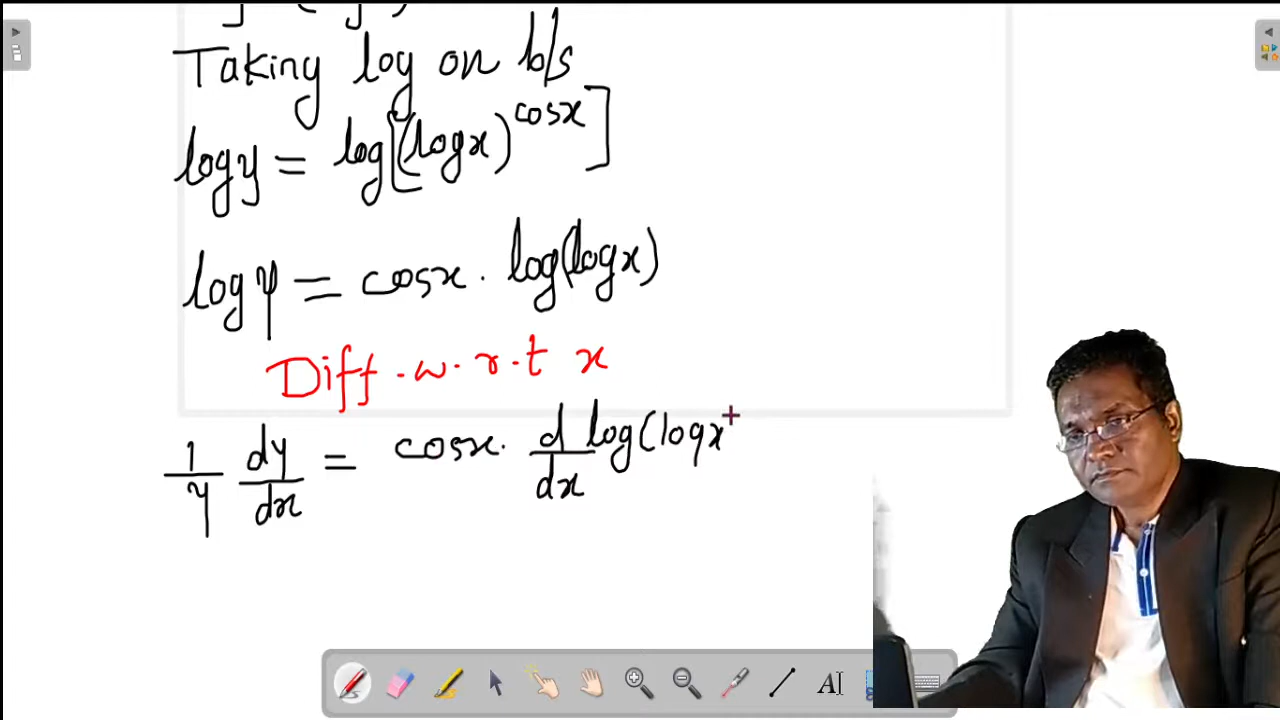 Taking log on b/s
log y = log[(log x)^cos x]
log y = cos x . log(log x)
Diff . w . r . t x
1/y dy/dx = cos x . d/dx log(log x
AI